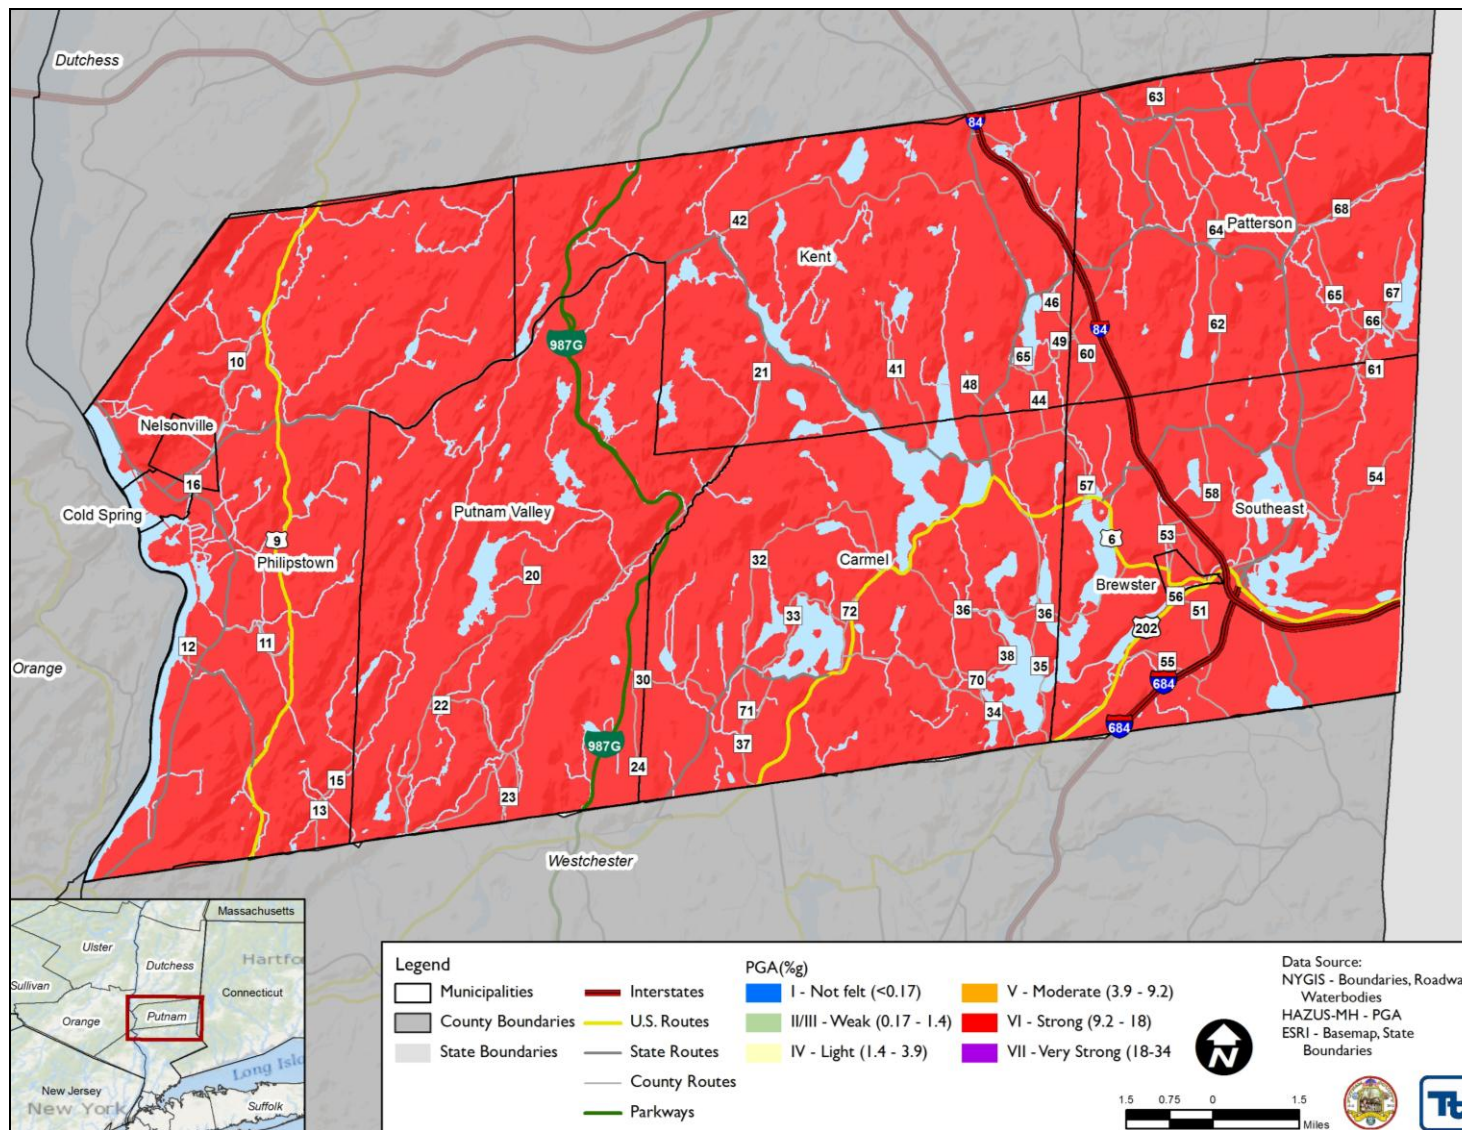 Dutchess
63
84
68
42
64
Patterson
Kent
46
65
67
84
62
66
987G
49
65
60
10
21
41
48
61
44
Nelsonville
16
57
54
58
Cold Spring
Putnam Valley
Southeast
9
6
53
Philipstown
32
Carmel
20
Brewster
56
33
72
36
36
51
202
12
11
38
35
55
Orange
30
70
684
22
71
34
684
987G
37
24
15
23
13
Westchester
Massachusetts
Ulster
Dutchess
Hartfo
Sullivan
Connecticut
Orange
Putnam
Long Isl
New Jersey
New York
Suffolk
Legend
Municipalities
County Boundaries
State Boundaries
Interstates
U.S. Routes
State Routes
County Routes
Parkways
PGA(%g)
I - Not felt (<0.17)
II/III - Weak (0.17 - 1.4)
IV - Light (1.4 - 3.9)
V - Moderate (3.9 - 9.2)
VI - Strong (9.2 - 18)
VII - Very Strong (18-34
N
1.5 0.75 0 1.5
Miles
Data Source:
NYGIS - Boundaries, Roadwa
Waterbodies
HAZUS-MH - PGA
ESRI - Basemap, State
Boundaries
Tt